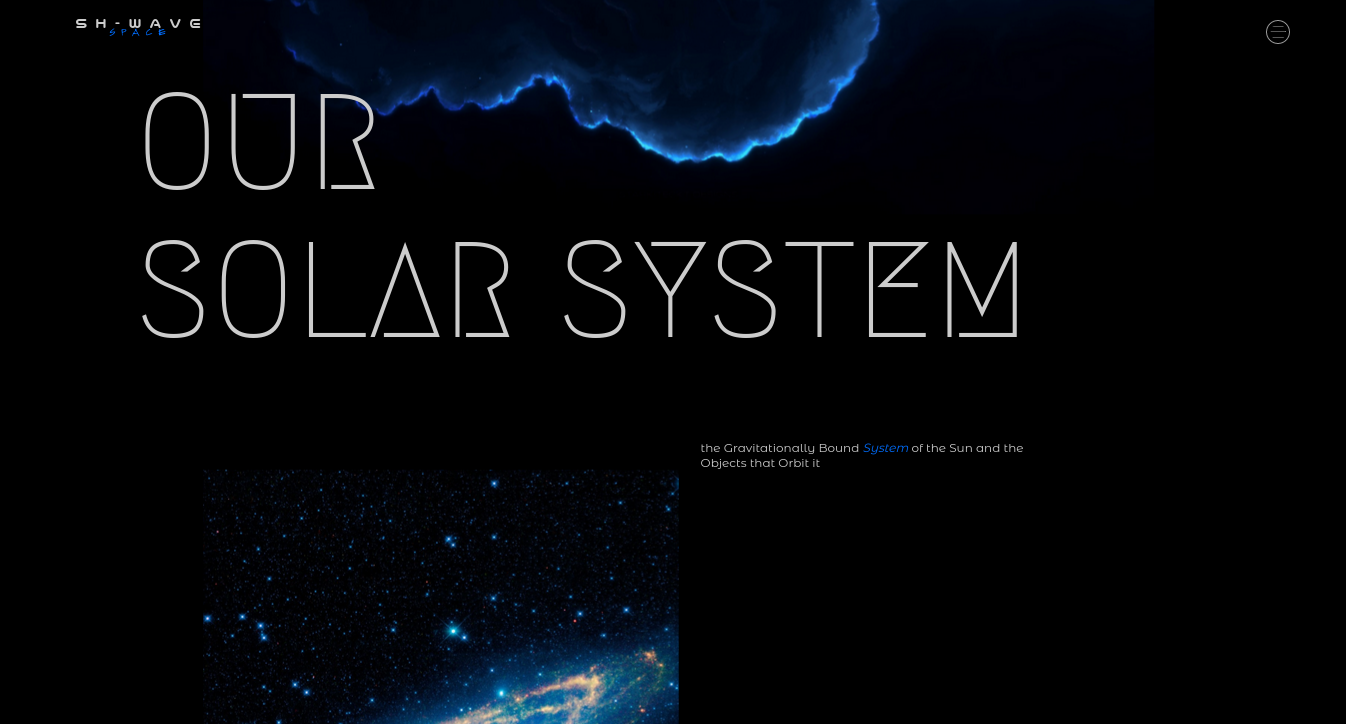 SH-WAVE
SPACE
OUR
SOLAR SYSTEM
the Gravitationally Bound System of the Sun and the
Objects that Orbit it